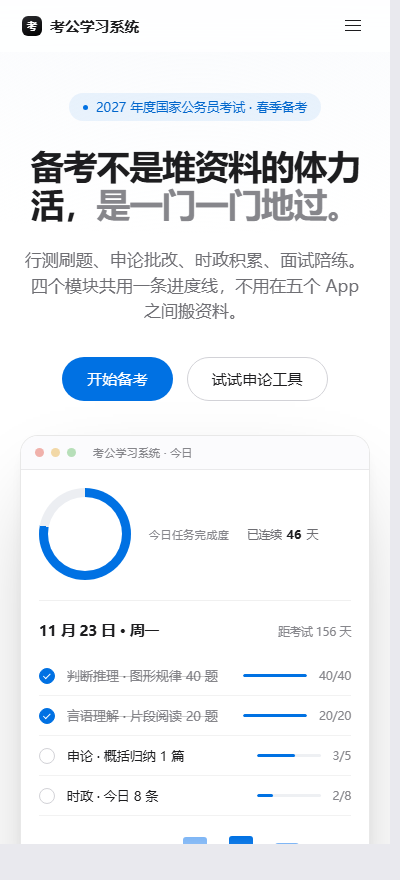 考 考公学习系统
2027 年度国家公务员考试 · 春季备考
备考不是堆资料的体力
活，是一门一门地过。
行测刷题、申论批改、时政积累、面试陪练。
四个模块共用一条进度线，不用在五个 App
之间搬资料。
开始备考 试试申论工具
考公学习系统 · 今日
今日任务完成度 已连续 46 天
11 月 23 日 • 周一 距考试 156 天
判断推理 · 图形规律 40 题 40/40
言语理解 · 片段阅读 20 题 20/20
申论 · 概括归纳 1 篇 3/5
时政 · 今日 8 条 2/8